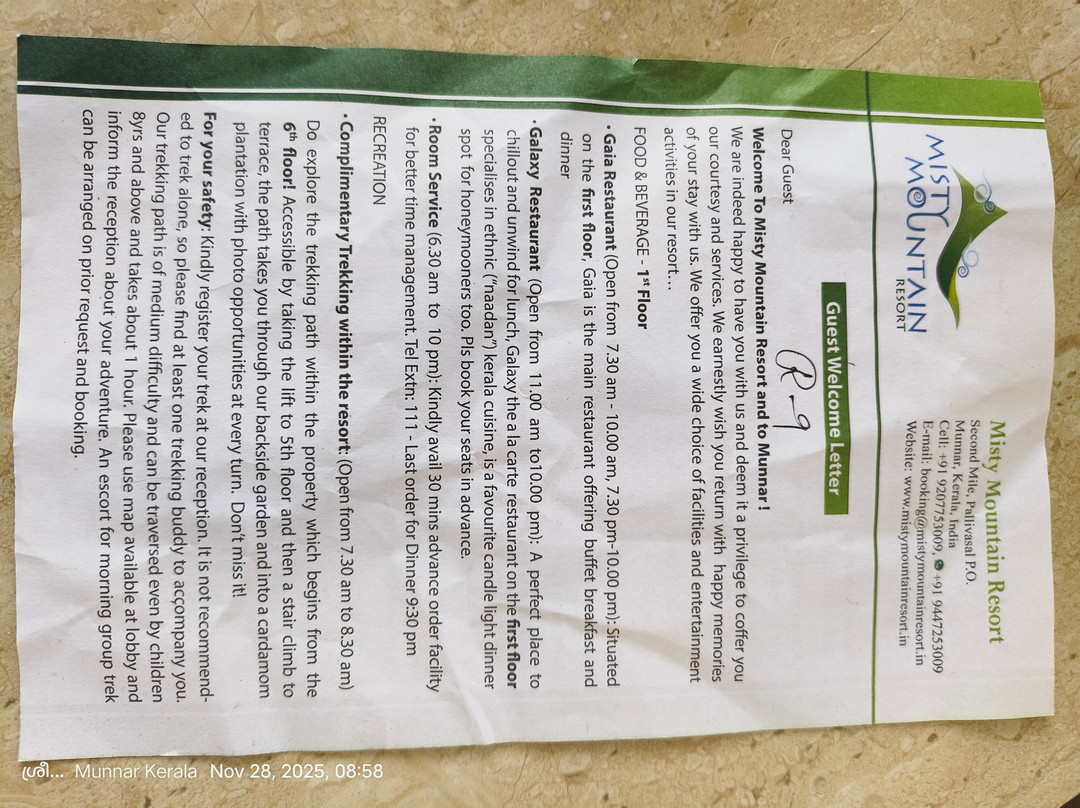 MISTY
MOUNTAIN
RESORT
Misty Mountain Resort
Second Mile, Pallivasal P.O.
Munnar, Kerala, India
Cell: +91 9207753009, +91 9447253009
E-mail: booking@mistymountainresort.in
Website: www.mistymountainresort.in
Guest Welcome Letter
R-9
Dear Guest
Welcome To Misty Mountain Resort and to Munnar !
We are indeed happy to have you with us and deem it a privilege to coffer you
our courtesy and services. We earnestly wish you return with happy memories
of your stay with us. We offer you a wide choice of facilities and entertainment
activities in our resort...
FOOD & BEVERAGE - 1st Floor
• Gaia Restaurant (Open from 7.30 am - 10.00 am, 7.30 pm-10.00 pm): Situated
on the first floor, Gaia is the main restaurant offering buffet breakfast and
dinner
• Galaxy Restaurant (Open from 11.00 am to10.00 pm): A perfect place to
chillout and unwind for lunch, Galaxy the a la carte restaurant on the first floor
specialises in ethnic ("naadan") kerala cuisine, is a favourite candle light dinner
spot for honeymooners too. Pls book your seats in advance.
• Room Service (6.30 am to 10 pm): Kindly avail 30 mins advance order facility
for better time management. Tel Extn: 111 - Last order for Dinner 9:30 pm
RECREATION
• Complimentary Trekking within the resort: (Open from 7.30 am to 8.30 am)
Do explore the trekking path within the property which begins from the
6th floor! Accessible by taking the lift to 5th floor and then a stair climb to
terrace, the path takes you through our backside garden and into a cardamom
plantation with photo opportunities at every turn. Don't miss it!
For your safety: Kindly register your trek at our reception. It is not recommend-
ed to trek alone, so please find at least one trekking buddy to accompany you.
Our trekking path is of medium difficulty and can be traversed even by children
8yrs and above and takes about 1 hour. Please use map available at lobby and
inform the reception about your adventure. An escort for morning group trek
can be arranged on prior request and booking.
ശ്രീ... Munnar Kerala Nov 28, 2025, 08:58